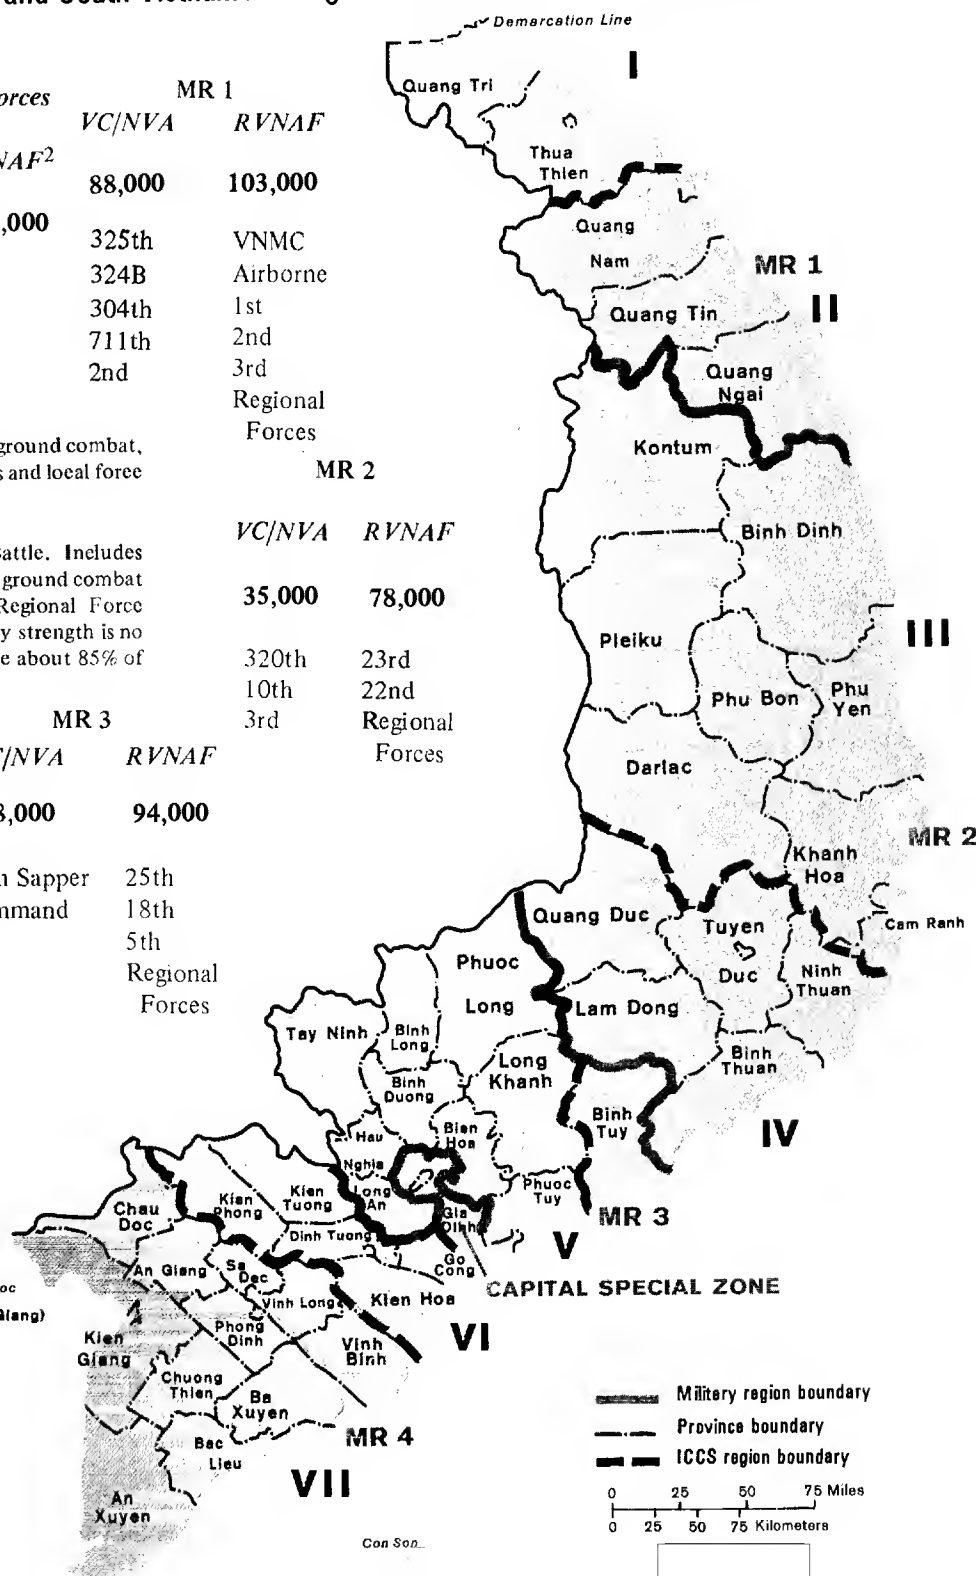 Demarcation Line
orces
NAF2
,000
MR 1
VC/NVA RVNAF
88,000 103,000
325th VNMC
324B Airborne
304th 1st
711th 2nd
2nd 3rd
Regional
Forces
ground combat,
s and local force
MR 2
VC/NVA RVNAF
35,000 78,000
320th 23rd
10th 22nd
3rd Regional
Forces
Battle. Includes
ground combat
Regional Force
y strength is no
e about 85% of
MR 3
/NVA RVNAF
,000 94,000
Sapper 25th
mmand 18th
5th
Regional
Forces
I
Quang Tri
Thua
Thien
Quang
Nam
MR 1
II
Quang Tin
Quang
Ngai
Kontum
Binh Dinh
III
Pleiku
Phu Bon
Phu
Yen
Darlac
MR 2
Khanh
Hoa
Cam Ranh
Quang Duc
Tuyen
Duc
Ninh
Thuan
Phuoc
Long
Lam Dong
Tay Ninh
Binh
Long
Long
Khanh
Binh
Thuan
Binh
Duong
Binh
Tuy
IV
Hau
Nghia
Bien
Hoa
Phuoc
Tuy
MR 3
V
Long
An
Gia
Dinh
Go
Cong
CAPITAL SPECIAL ZONE
Kien
Tuong
Kien
Phong
Chau
Doc
Dinh Tuong
An Giang
Sa
Dec
Vinh Long
Kien Hoa
VI
oc
Giang)
Kien
Giang
Phong
Dinh
Vinh
Binh
Chuong
Thien
Ba
Xuyen
MR 4
Bac
Lieu
VII
An
Xuyen
Con Son
Military region boundary
Province boundary
ICCS region boundary
0 25 50 75 Miles
0 25 50 75 Kilometers